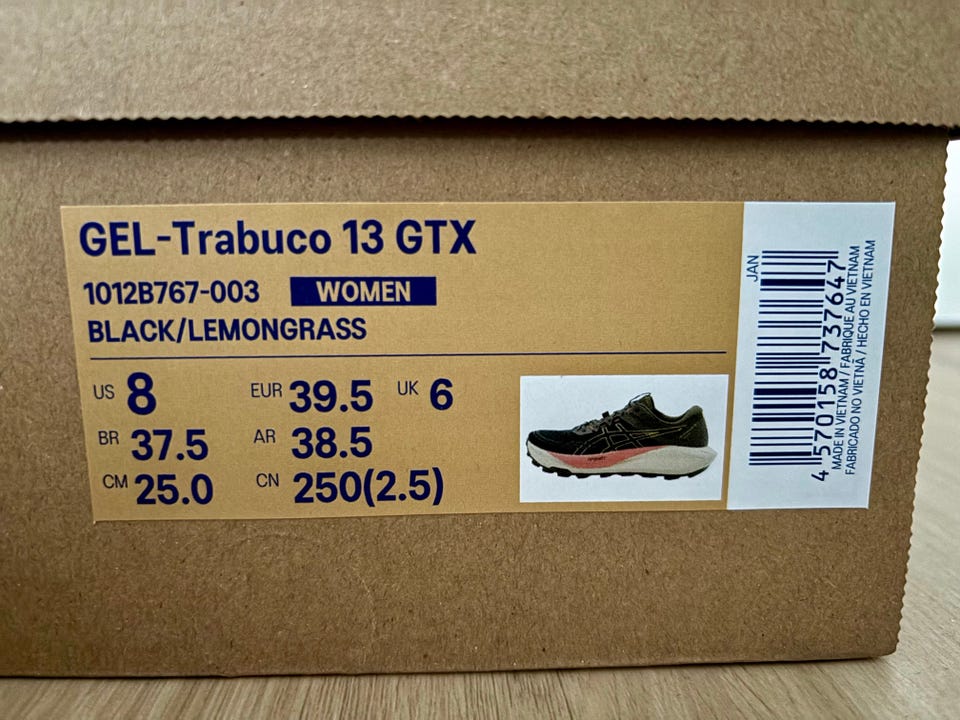 GEL-Trabuco 13 GTX
1012B767-003 WOMEN
BLACK/LEMONGRASS
US 8 EUR 39.5 UK 6
BR 37.5 AR 38.5
CM 25.0 CN 250(2.5)
JAN
4 570158 737647
MADE IN VIETNAM / FABRIQUE AU VIETNAM
FABRICADO NO VIETNÃ / HECHO EN VIETNAM